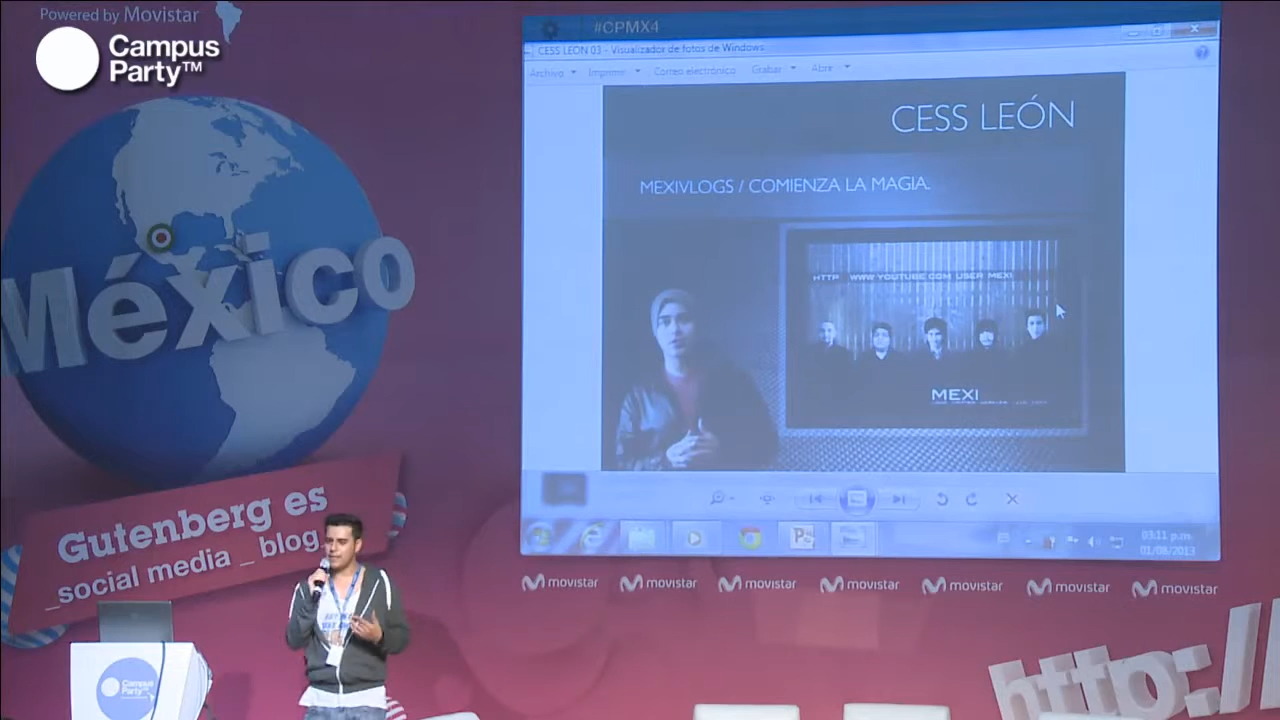 Powered by Movistar
Campus
Party™
México
Gutenberg es
_social media _ blog_
Campus
Party™
#CPMX4
CESS LEON 03 - Visualizador de fotos de Windows
Archivo
Imprimir
Correo electrónico
Grabar
Abrir
CESS LEÓN
MEXIVLOGS / COMIENZA LA MAGIA.
HTTP WWW YOUTUBE COM USER MEXI
MEXI
03:11 p.m.
01/08/2013
movistar movistar movistar movistar movistar movistar movistar
http://